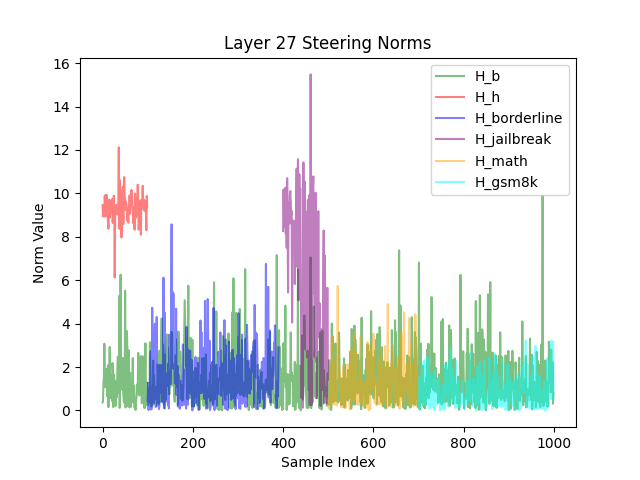 Layer 27 Steering Norms
Norm Value
16
14
12
10
8
6
4
2
0
H_b
H_h
H_borderline
H_jailbreak
H_math
H_gsm8k
0
200
400
600
800
1000
Sample Index